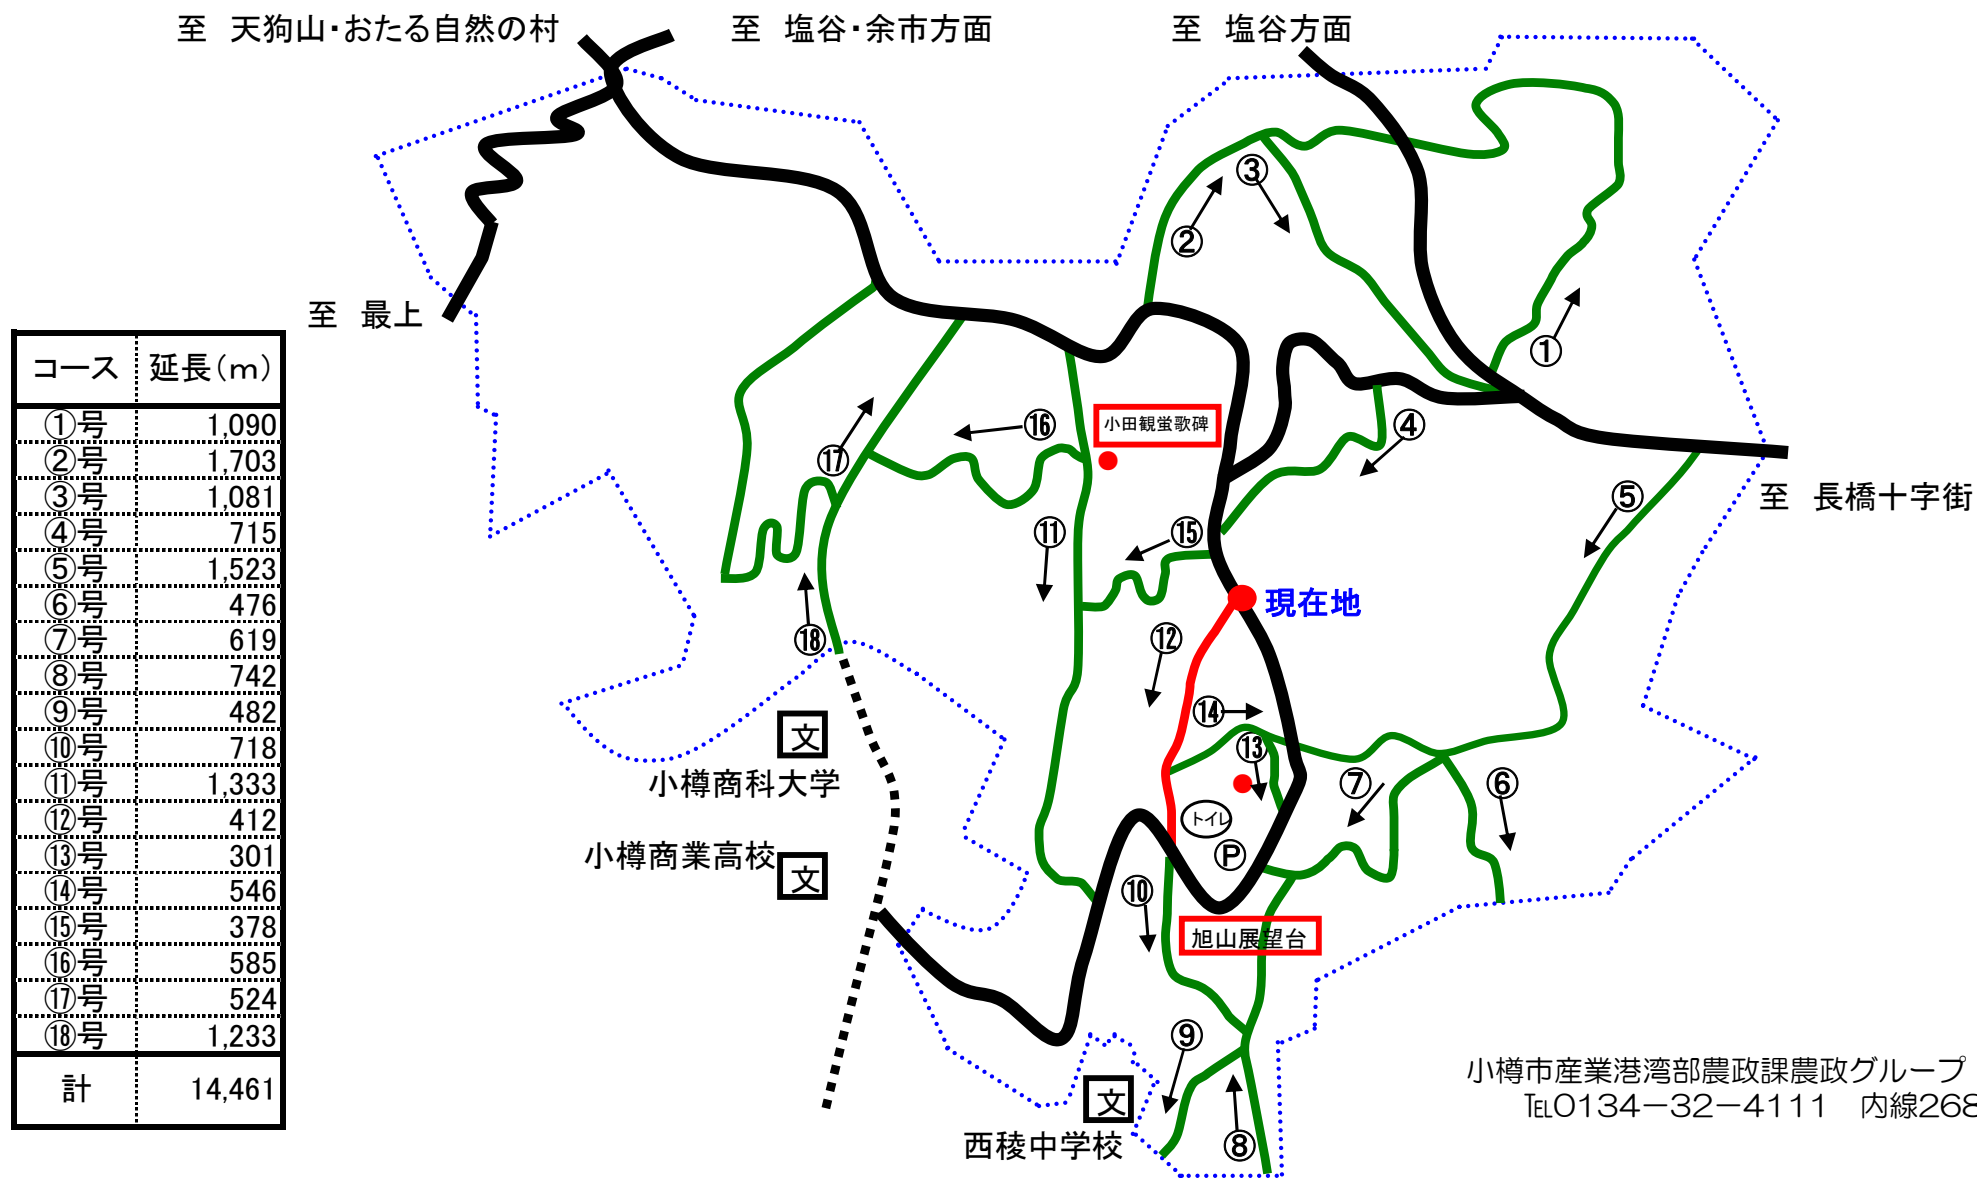 至 天狗山・おたる自然の村
至 塩谷・余市方面
至 塩谷方面
至 最上
至 長橋十字街
コース 延長(m)
①号 1,090
②号 1,703
③号 1,081
④号 715
⑤号 1,523
⑥号 476
⑦号 619
⑧号 742
⑨号 482
⑩号 718
⑪号 1,333
⑫号 412
⑬号 301
⑭号 546
⑮号 378
⑯号 585
⑰号 524
⑱号 1,233
計 14,461
③
②
①
小田観蛍歌碑
⑯
④
⑰
⑤
⑪
⑮
現在地
⑫
⑱
⑭
⑬
文
小樽商科大学
⑦
⑥
トイレ
P
小樽商業高校
文
⑩
旭山展望台
⑨
文
西稜中学校
⑧
小樽市産業港湾部農政課農政グループ
℡0134-32-4111 内線268